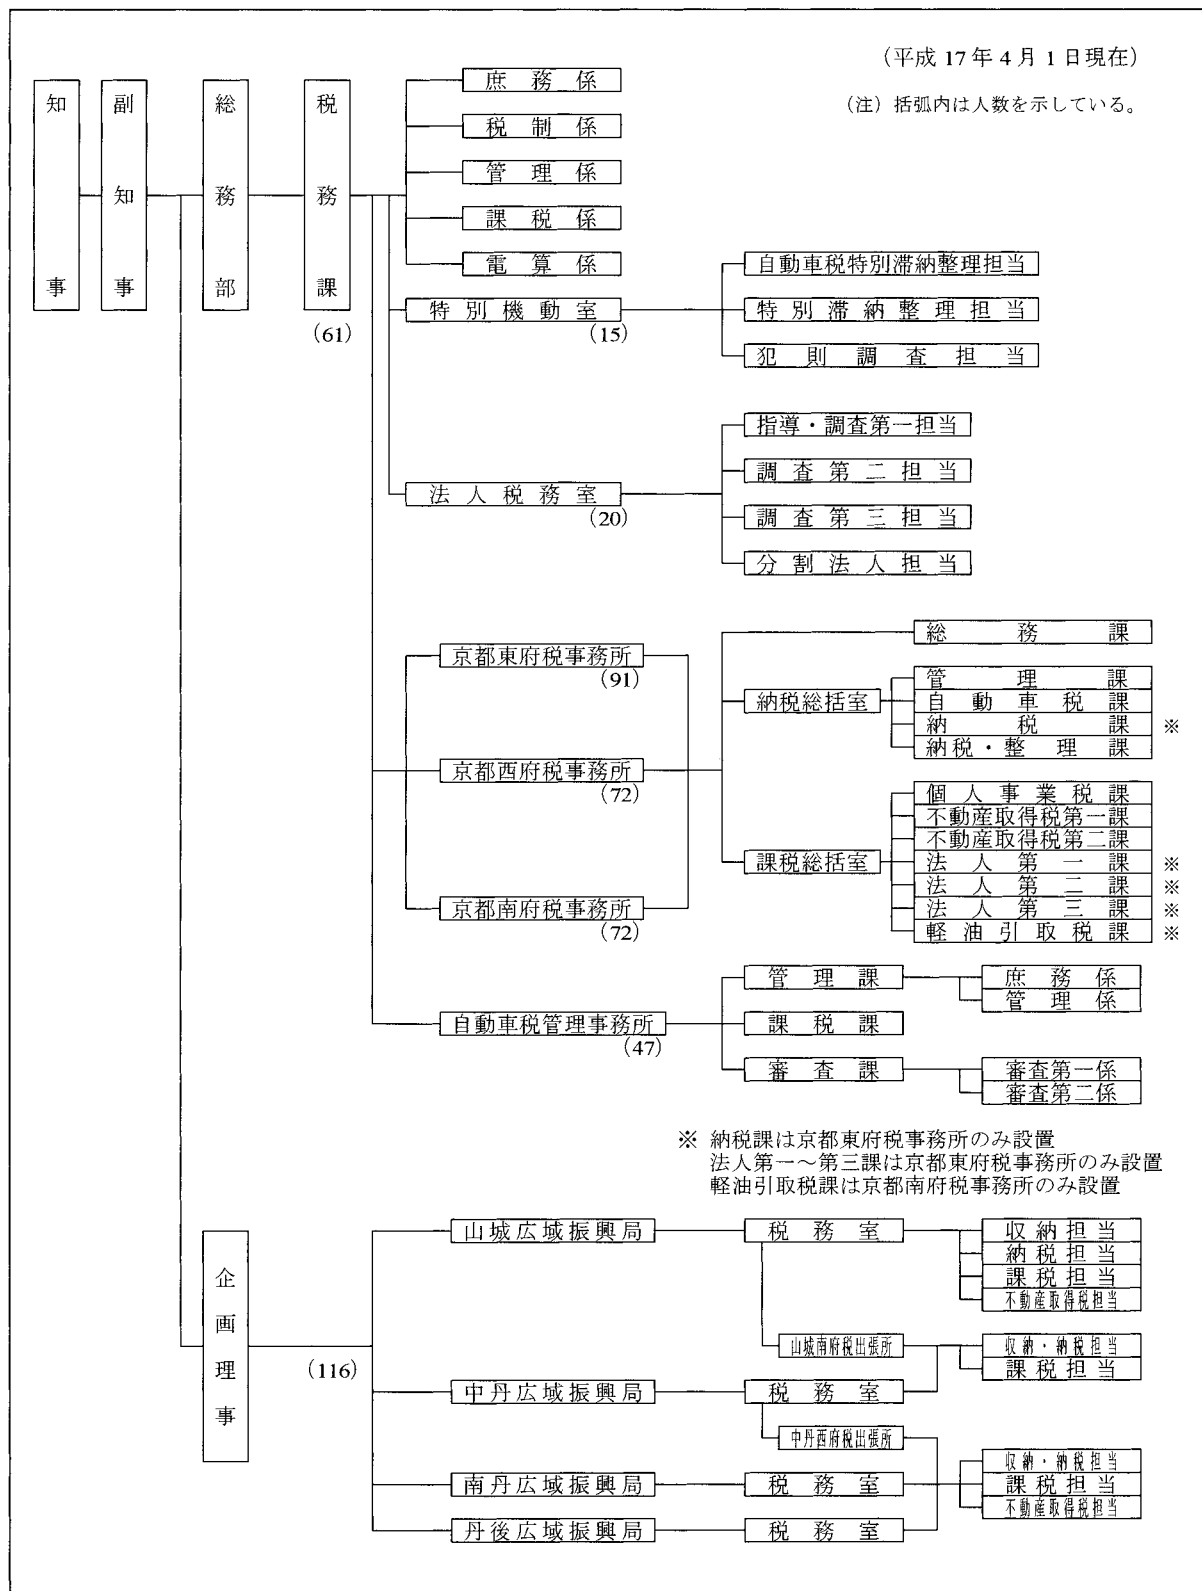 (平成 17 年 4 月 1 日現在)
(注) 括弧内は人数を示している。
知事
副知事
総務部
税務課
(61)
庶務係
税制係
管理係
課税係
電算係
特別機動室
(15)
自動車税特別滞納整理担当
特別滞納整理担当
犯則調査担当
法人税務室
(20)
指導・調査第一担当
調査第二担当
調査第三担当
分割法人担当
京都東府税事務所
(91)
京都西府税事務所
(72)
京都南府税事務所
(72)
総務課
納税総括室
管理課
自動車税課
納税課 ※
納税・整理課
課税総括室
個人事業税課
不動産取得税第一課
不動産取得税第二課
法人第一課 ※
法人第二課 ※
法人第三課 ※
軽油引取税課 ※
自動車税管理事務所
(47)
管理課
庶務係
管理係
課税課
審査課
審査第一係
審査第二係
※ 納税課は京都東府税事務所のみ設置
法人第一~第三課は京都東府税事務所のみ設置
軽油引取税課は京都南府税事務所のみ設置
企画理事
(116)
山城広域振興局
税務室
収納担当
納税担当
課税担当
不動産取得税担当
山城南府税出張所
収納・納税担当
課税担当
中丹広域振興局
税務室
中丹西府税出張所
南丹広域振興局
税務室
収納・納税担当
課税担当
不動産取得税担当
丹後広域振興局
税務室